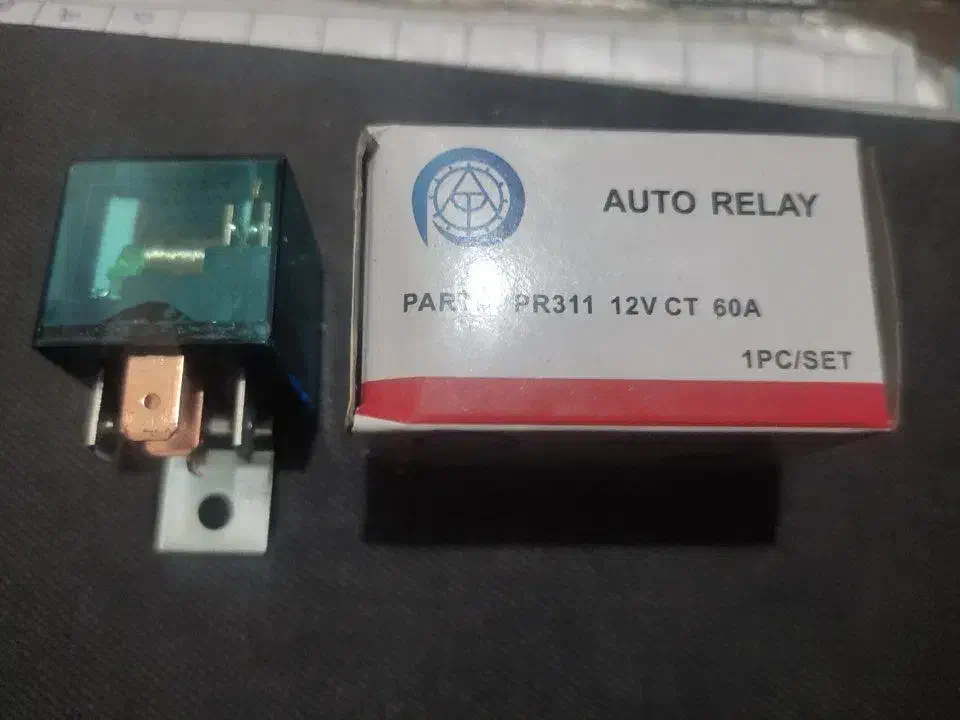 AUTO RELAY
PART PR311 12V CT 60A
1PC/SET